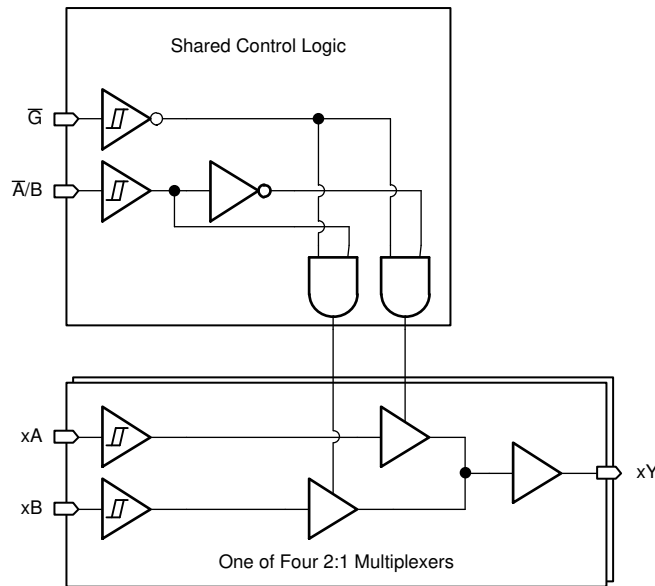 Shared Control Logic
G̅
A̅/B
xA
xB
xY
One of Four 2:1 Multiplexers